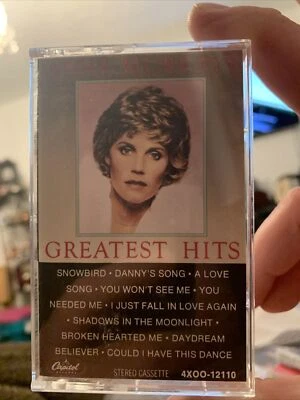 GREATEST HITS
SNOWBIRD • DANNY'S SONG • A LOVE
SONG • YOU WON'T SEE ME • YOU
NEEDED ME • I JUST FALL IN LOVE AGAIN
• SHADOWS IN THE MOONLIGHT •
BROKEN HEARTED ME • DAYDREAM
BELIEVER • COULD I HAVE THIS DANCE
Capitol
STEREO CASSETTE 4XOO-12110